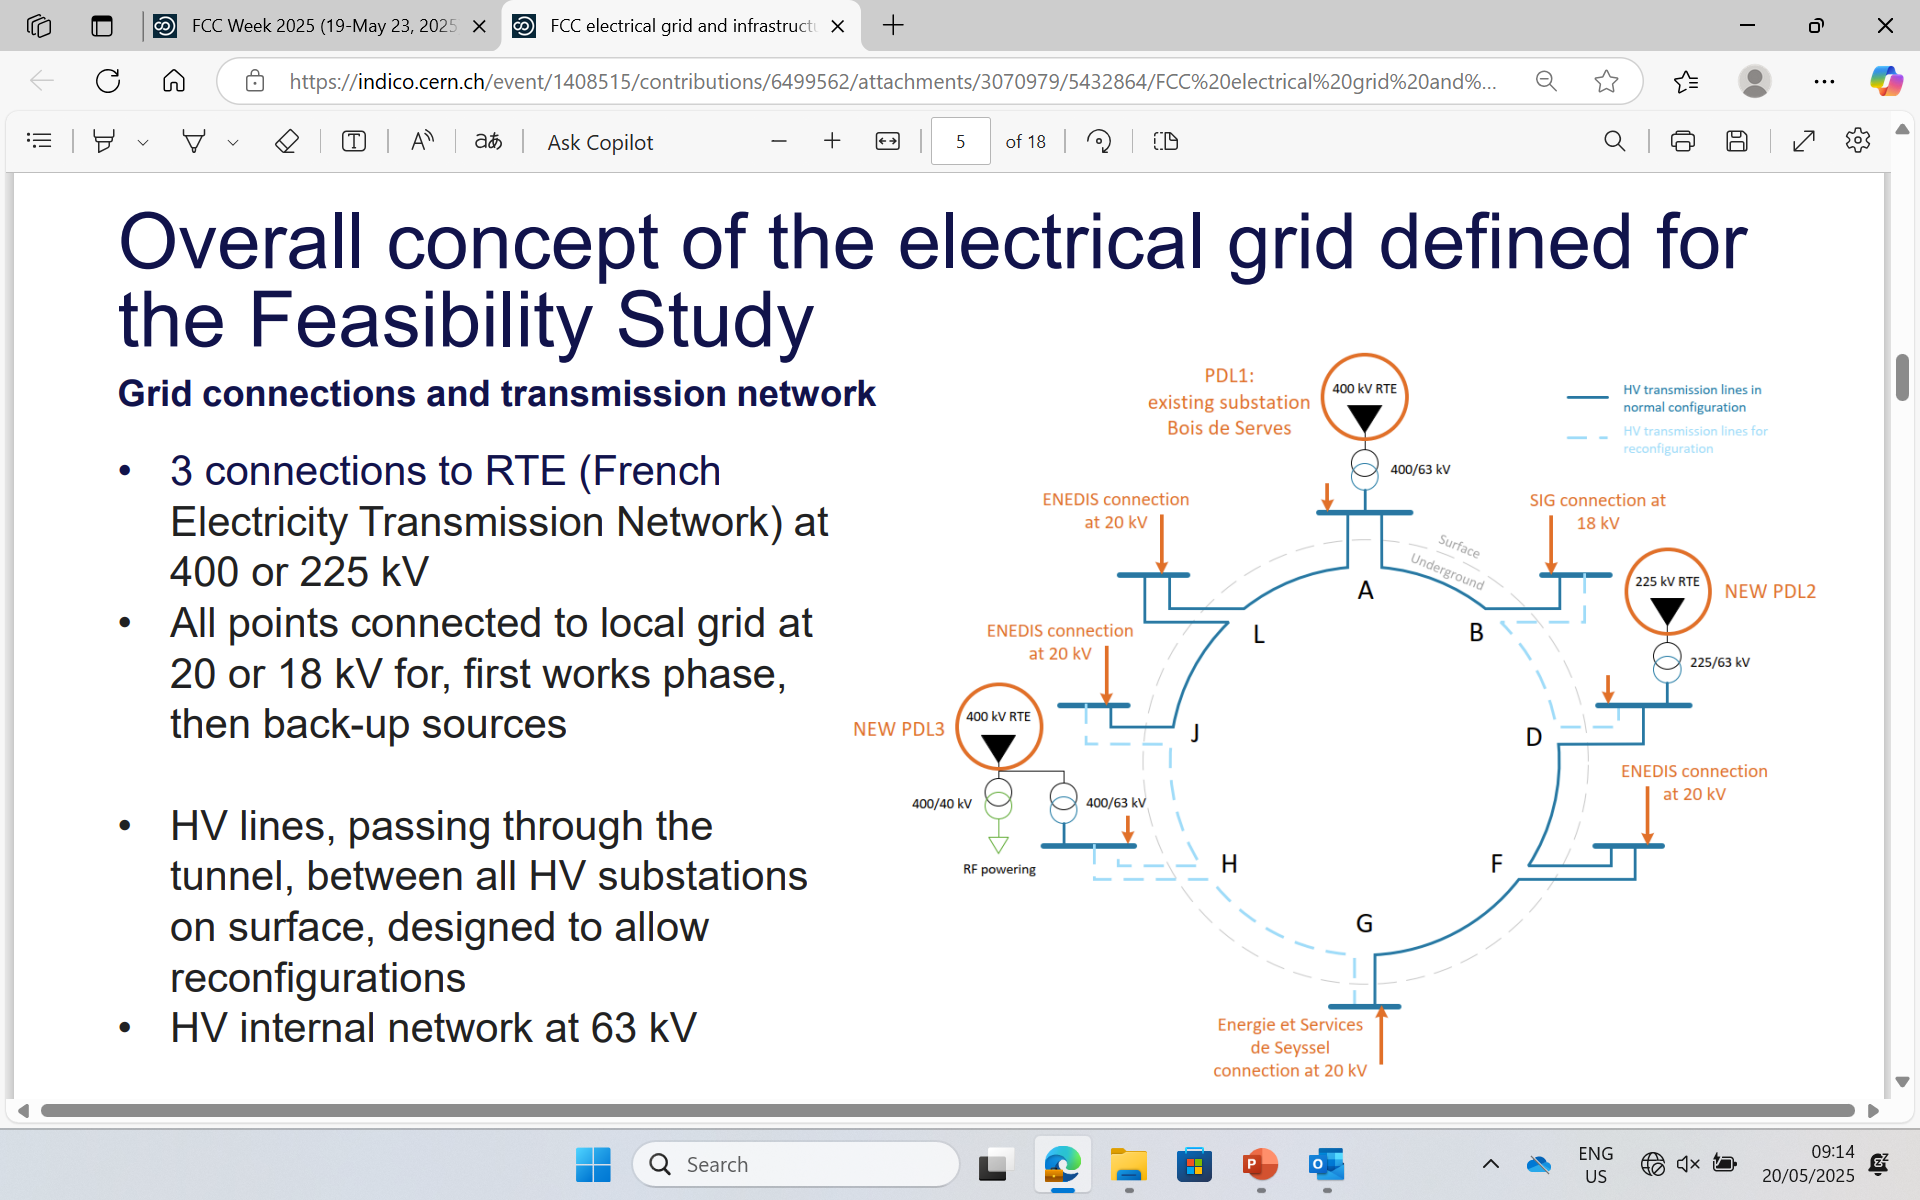 FCC Week 2025 (19-May 23, 2025
FCC electrical grid and infrastruct
https://indico.cern.ch/event/1408515/contributions/6499562/attachments/3070979/5432864/FCC%20electrical%20grid%20and%...
Ask Copilot
5 of 18
Overall concept of the electrical grid defined for
the Feasibility Study
Grid connections and transmission network
• 3 connections to RTE (French
Electricity Transmission Network) at
400 or 225 kV
• All points connected to local grid at
20 or 18 kV for, first works phase,
then back-up sources
• HV lines, passing through the
tunnel, between all HV substations
on surface, designed to allow
reconfigurations
• HV internal network at 63 kV
PDL1:
existing substation
Bois de Serves
400 kV RTE
400/63 kV
HV transmission lines in
normal configuration
HV transmission lines for
reconfiguration
ENEDIS connection
at 20 kV
SIG connection at
18 kV
Surface
Underground
225 kV RTE
NEW PDL2
225/63 kV
A
B
L
ENEDIS connection
at 20 kV
NEW PDL3
400 kV RTE
J
D
400/40 kV
400/63 kV
RF powering
ENEDIS connection
at 20 kV
H
F
G
Energie et Services
de Seyssel
connection at 20 kV
Search
ENG
US
09:14
20/05/2025